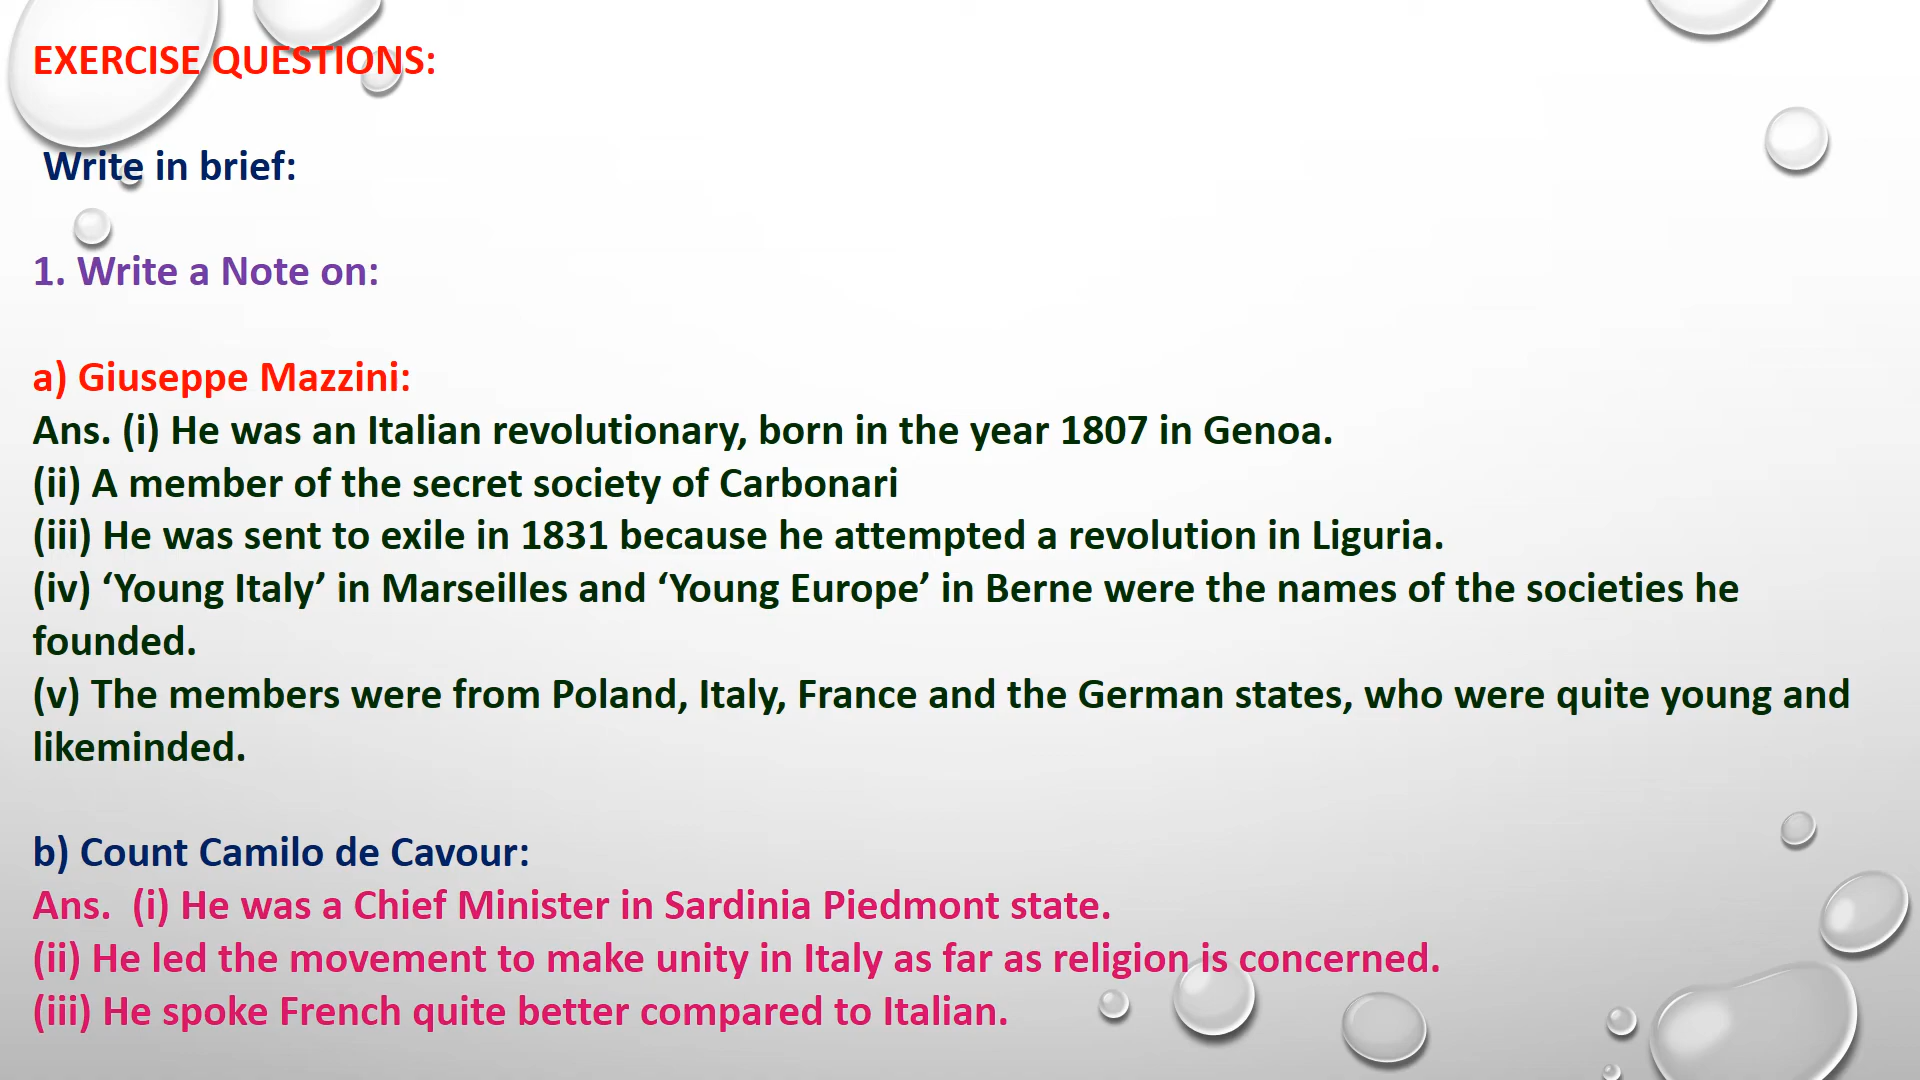 EXERCISE QUESTIONS:
Write in brief:
1. Write a Note on:
a) Giuseppe Mazzini:
Ans. (i) He was an Italian revolutionary, born in the year 1807 in Genoa.
(ii) A member of the secret society of Carbonari
(iii) He was sent to exile in 1831 because he attempted a revolution in Liguria.
(iv) ‘Young Italy’ in Marseilles and ‘Young Europe’ in Berne were the names of the societies he
founded.
(v) The members were from Poland, Italy, France and the German states, who were quite young and
likeminded.
b) Count Camilo de Cavour:
Ans.  (i) He was a Chief Minister in Sardinia Piedmont state.
(ii) He led the movement to make unity in Italy as far as religion is concerned.
(iii) He spoke French quite better compared to Italian.